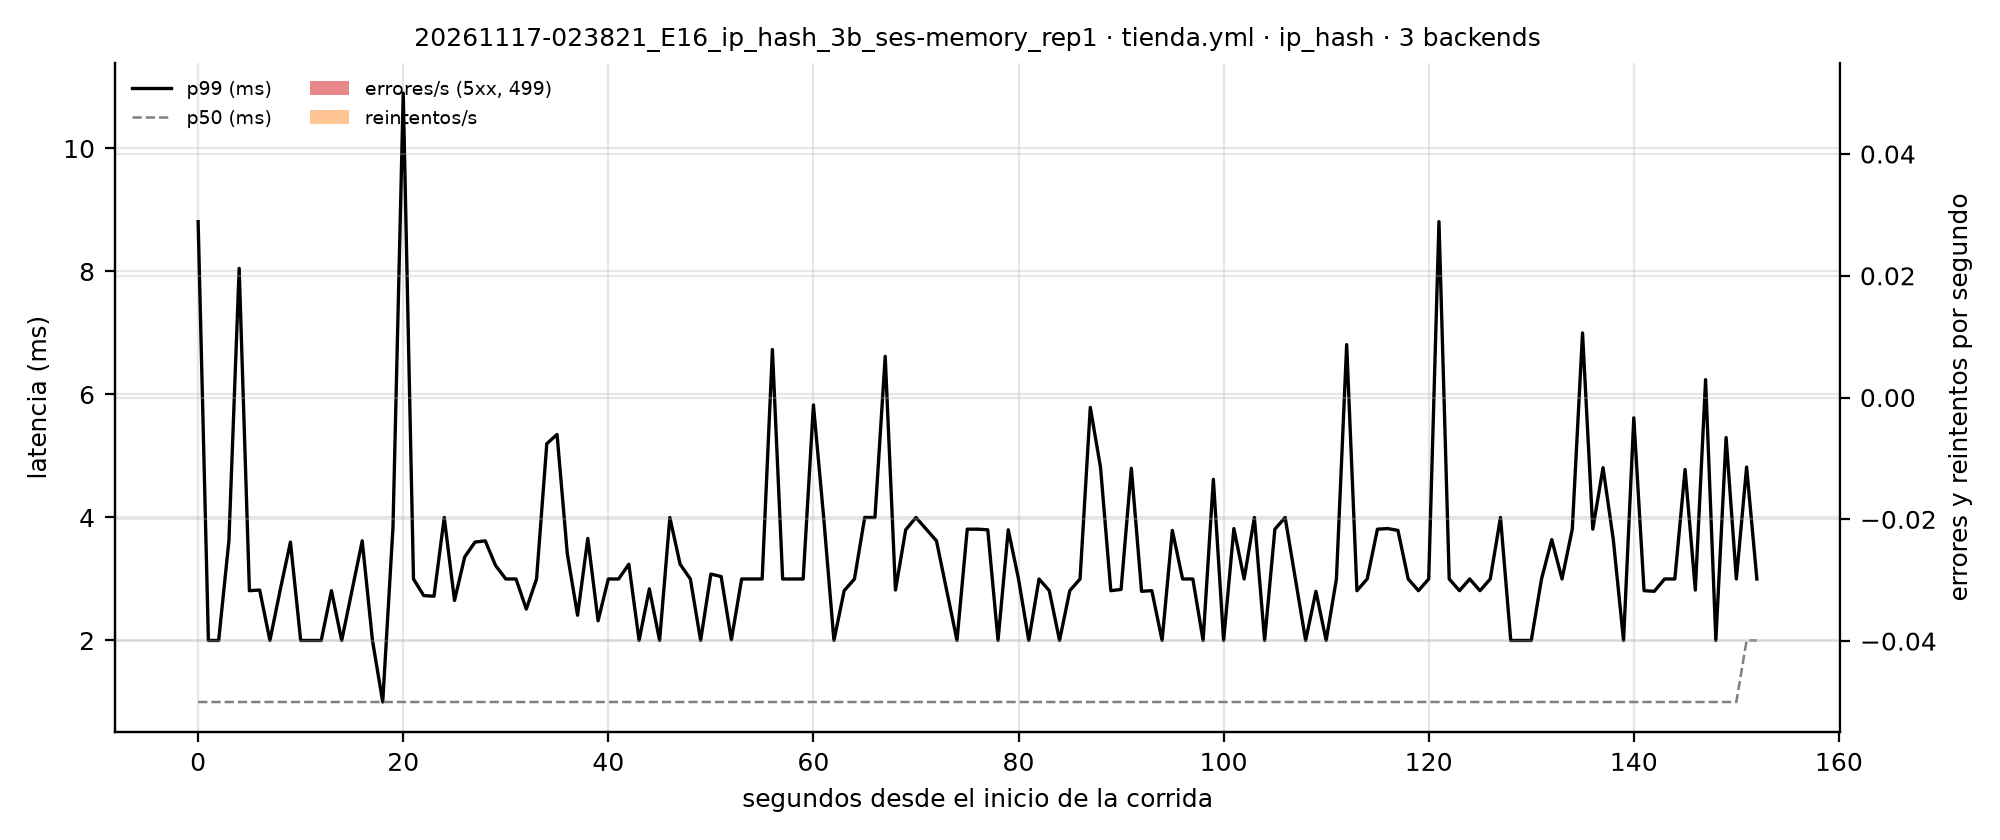 20261117-023821_E16_ip_hash_3b_ses-memory_rep1 · tienda.yml · ip_hash · 3 backends
p99 (ms)
p50 (ms)
errores/s (5xx, 499)
reintentos/s
latencia (ms)
10
8
6
4
2
0.04
0.02
0.00
−0.02
−0.04
errores y reintentos por segundo
0 20 40 60 80 100 120 140 160
segundos desde el inicio de la corrida